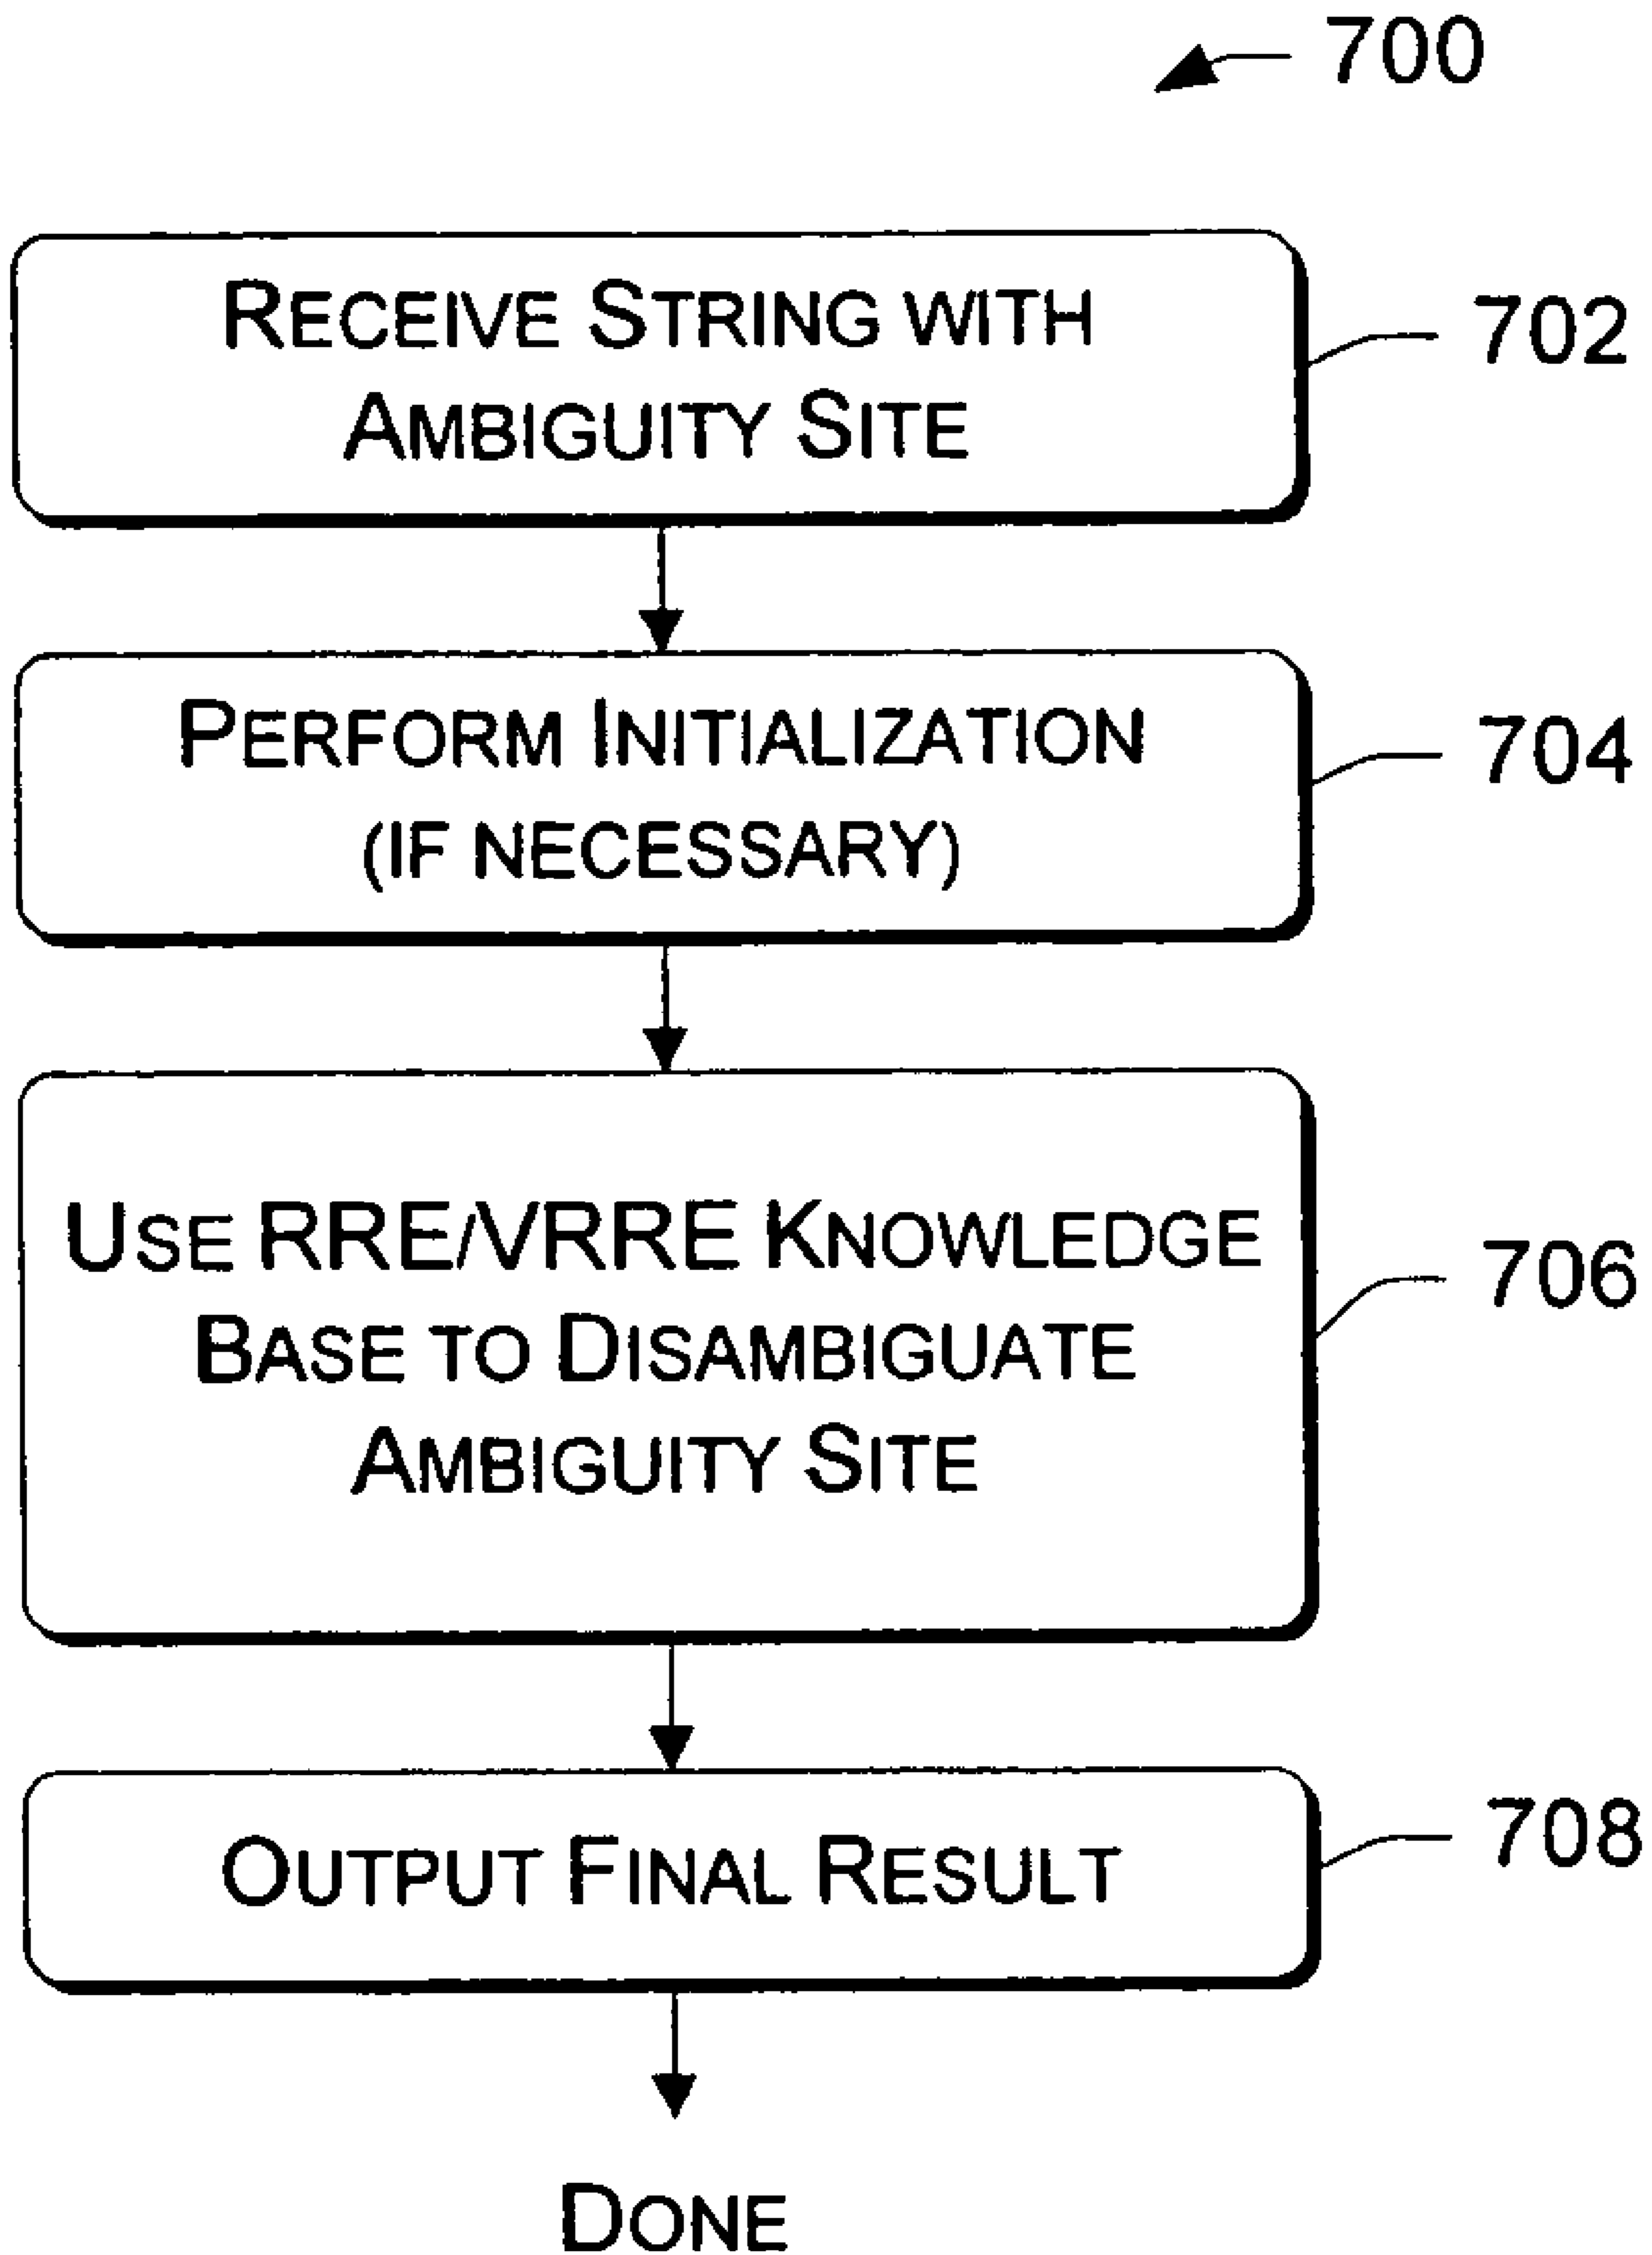 700
RECEIVE STRING WITH
AMBIGUITY SITE
702
PERFORM INITIALIZATION
(IF NECESSARY)
704
USE RRE/VRRE KNOWLEDGE
BASE TO DISAMBIGUATE
AMBIGUITY SITE
706
OUTPUT FINAL RESULT
708
DONE